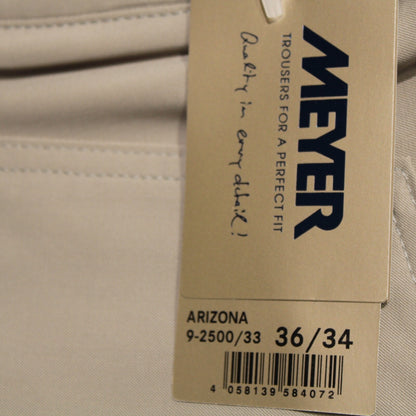 MEYER
TROUSERS FOR A PERFECT FIT
Quality in every detail!
ARIZONA
9-2500/33 36/34
4 058139 584072